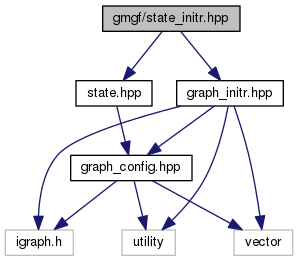 gmgf/state_initr.hpp
state.hpp
graph_initr.hpp
graph_config.hpp
igraph.h
utility
vector